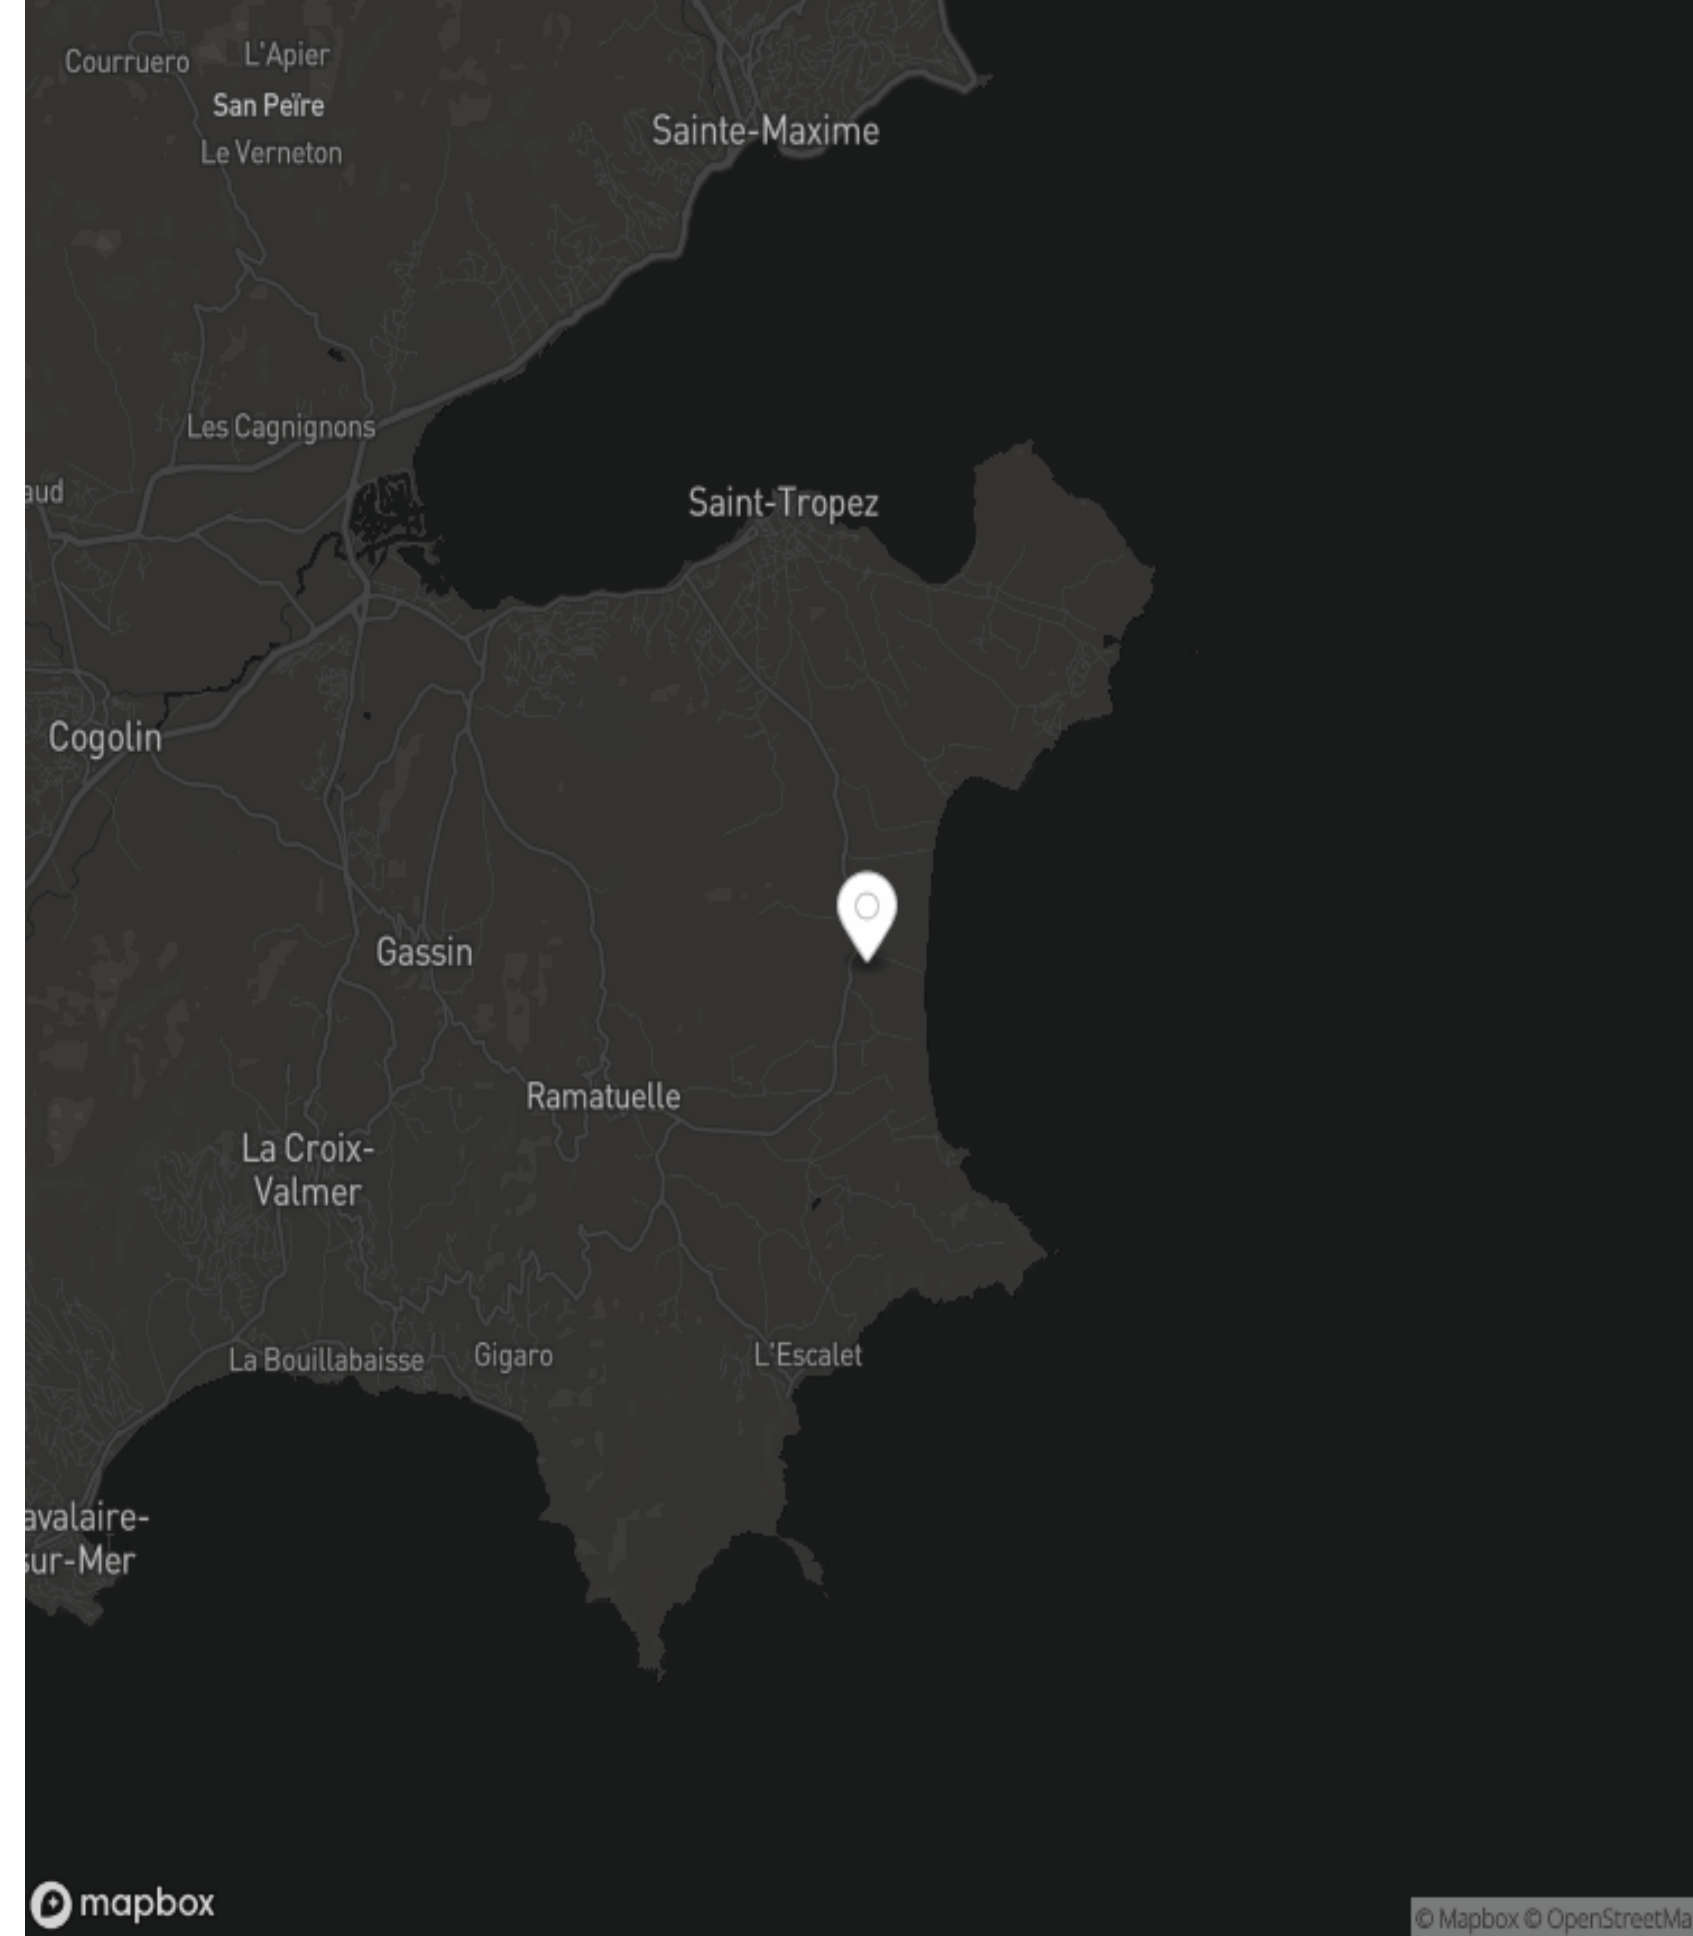 Courruero
L'Apier
San Peïre
Le Verneton
Sainte-Maxime
Les Cagnignons
aud
Saint-Tropez
Cogolin
Gassin
Ramatuelle
La Croix-
Valmer
La Bouillabaisse
Gigaro
L'Escalet
avalaire-
sur-Mer
mapbox
© Mapbox © OpenStreetMa